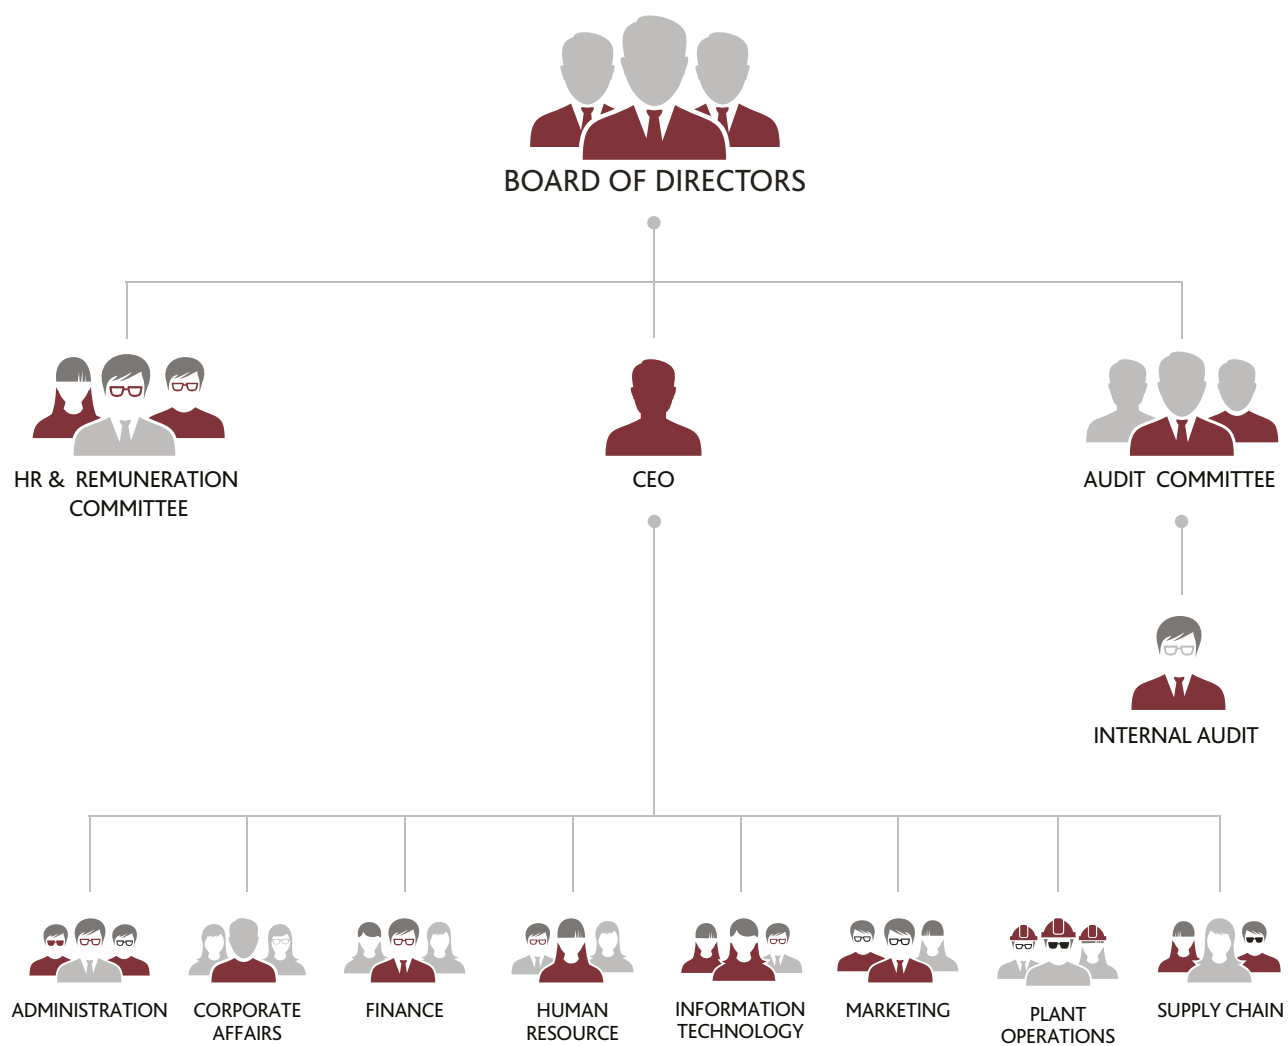 BOARD OF DIRECTORS
HR & REMUNERATION
COMMITTEE
CEO
AUDIT COMMITTEE
INTERNAL AUDIT
ADMINISTRATION
CORPORATE
AFFAIRS
FINANCE
HUMAN
RESOURCE
INFORMATION
TECHNOLOGY
MARKETING
PLANT
OPERATIONS
SUPPLY CHAIN